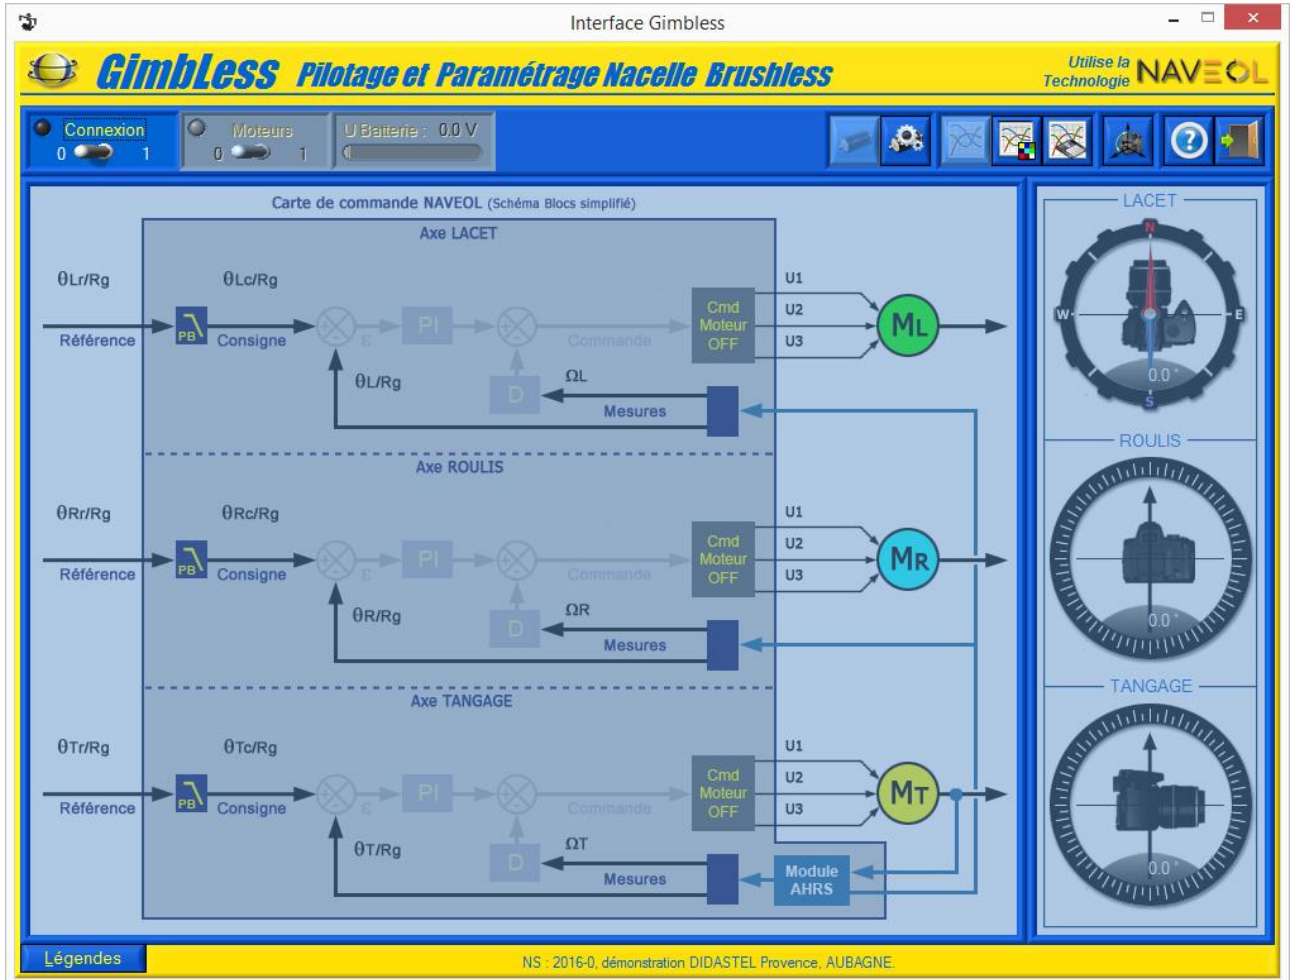 Interface Gimbless
GimbLess Pilotage et Paramétrage Nacelle Brushless
Utilise la
Technologie NAVEOL
Connexion
0 1
Moteurs
0 1
U Batterie : 0.0 V
Carte de commande NAVEOL (Schéma Blocs simplifié)
Axe LACET
θLr/Rg
Référence
PB
θLc/Rg
Consigne
ε
PI
Commande
Cmd
Moteur
OFF
U1
U2
U3
ML
θL/Rg
D
ΩL
Mesures
Axe ROULIS
θRr/Rg
Référence
PB
θRc/Rg
Consigne
ε
PI
Commande
Cmd
Moteur
OFF
U1
U2
U3
MR
θR/Rg
D
ΩR
Mesures
Axe TANGAGE
θTr/Rg
Référence
PB
θTc/Rg
Consigne
ε
PI
Commande
Cmd
Moteur
OFF
U1
U2
U3
MT
θT/Rg
D
ΩT
Mesures
Module
AHRS
LACET
N
W
E
0.0 °
S
ROULIS
0.0 °
TANGAGE
0.0 °
Légendes
NS : 2016-0, démonstration DIDASTEL Provence, AUBAGNE.